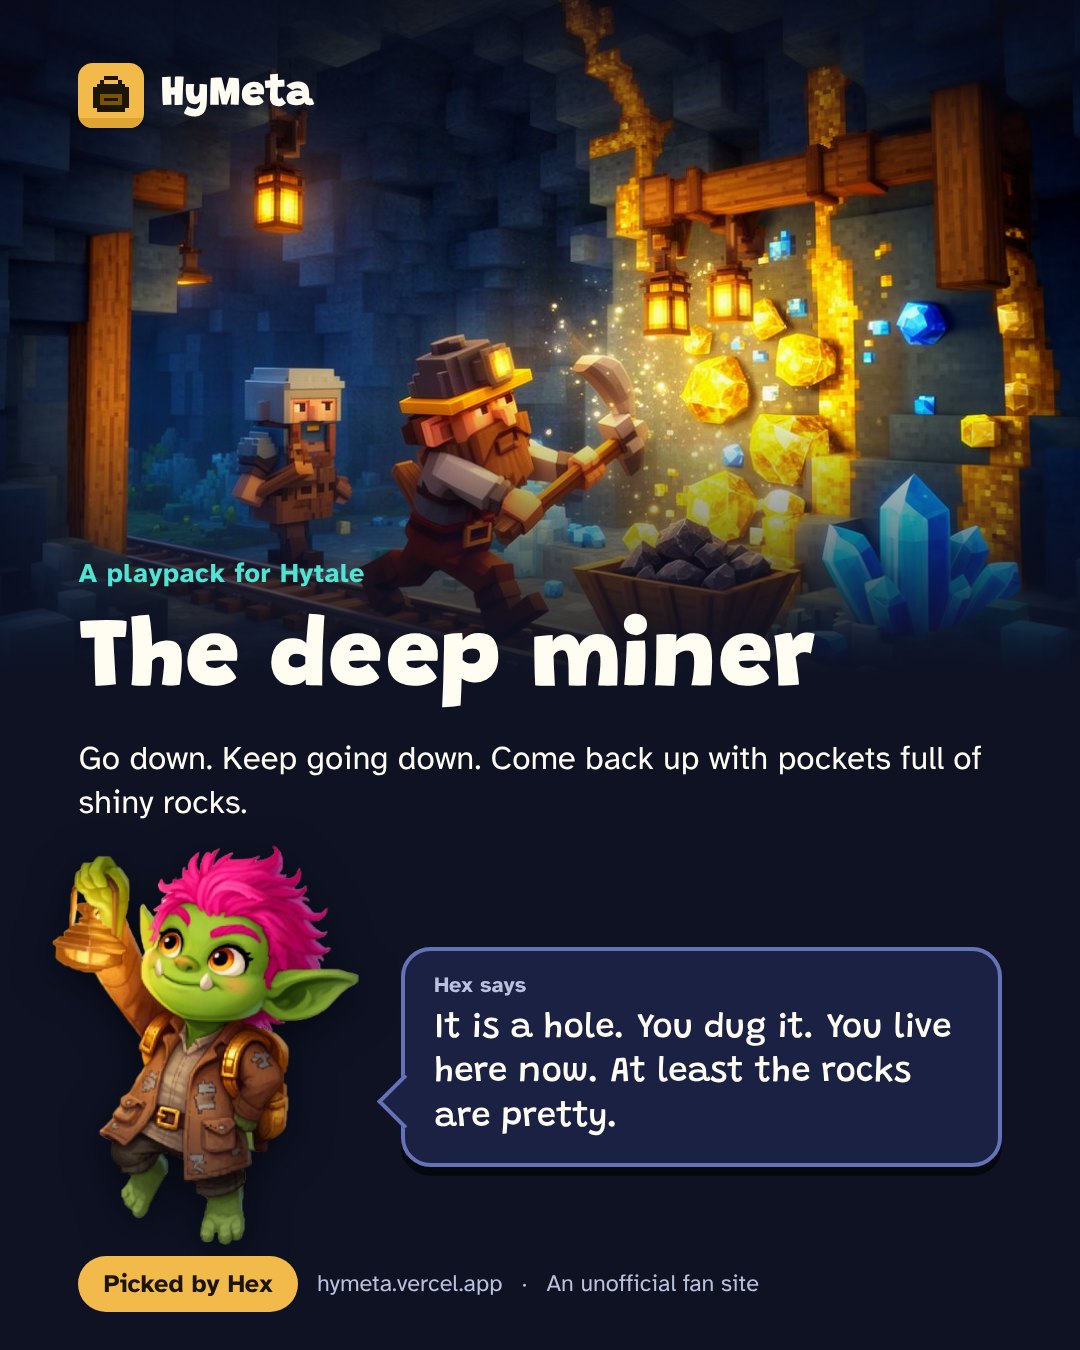 HyMeta
A playpack for Hytale
The deep miner
Go down. Keep going down. Come back up with pockets full of
shiny rocks.
Hex says
It is a hole. You dug it. You live
here now. At least the rocks
are pretty.
Picked by Hex
hymeta.vercel.app · An unofficial fan site